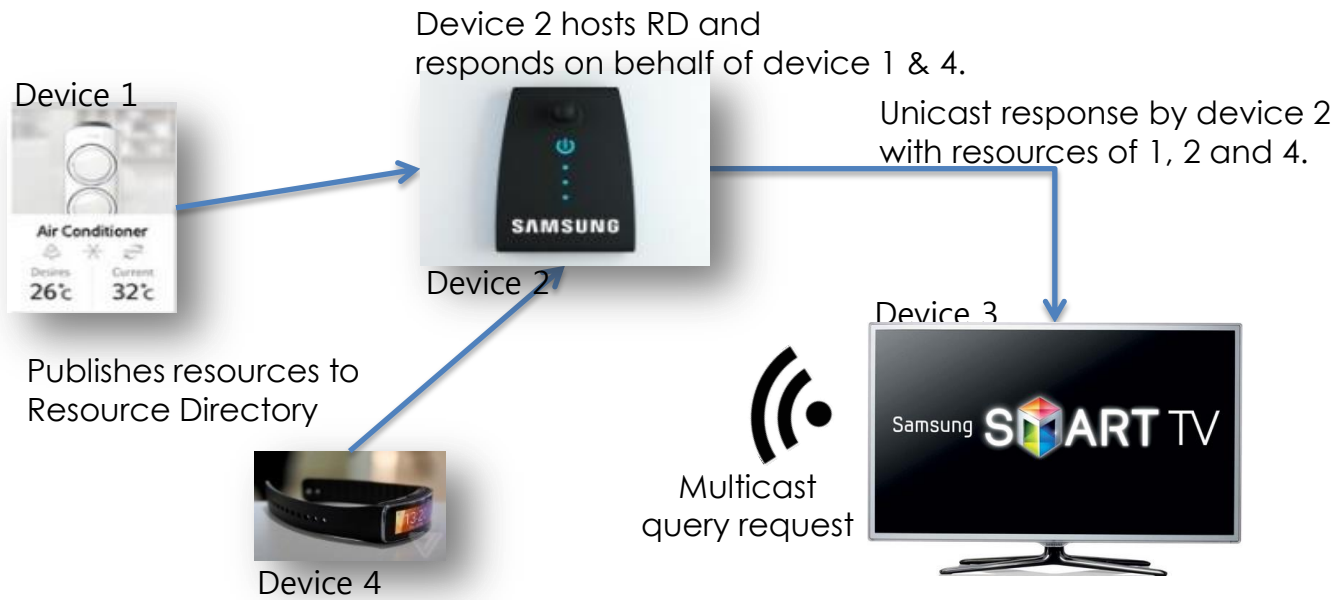 Device 2 hosts RD and
responds on behalf of device 1 & 4.
Device 1
Unicast response by device 2
with resources of 1, 2 and 4.
SAMSUNG
Air Conditioner
Desires Current
26°c 32°c
Device 2
Device 3
Publishes resources to
Resource Directory
Samsung SMART TV
Multicast
query request
Device 4